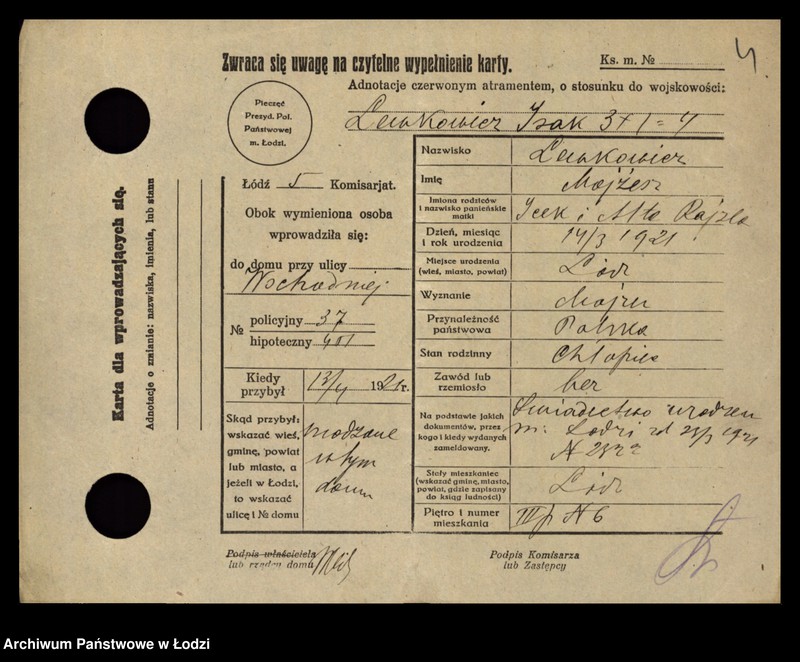 Zwraca się uwagę na czytelne wypełnienie karty.
Ks. m. №
4
Adnotacje czerwonym atramentem, o stosunku do wojskowości:
Lewkowicz Izak 3+1=4
Pieczęć
Prezyd. Pol.
Państwowej
m. Łodzi.
Karta dla wprowadzających się.
Adnotacje o zmianie: nazwiska, imienia, lub stanu
Łódź 5 Komisarjat.
Obok wymieniona osoba
wprowadziła się:
do domu przy ulicy
Wschodniej
№ policyjny 37
hipoteczny 401
Kiedy
przybył 192 r.
Skąd przybył:
wskazać wieś,
gminę, powiat
lub miasto, a
jeżeli w Łodzi,
to wskazać
ulicę i № domu
w tym
domu
Nazwisko Lewkowicz
Imię Mojżesz
Imiona rodziców
i nazwisko panieńskie
matki
Icek i Rajzla
Dzień, miesiąc
i rok urodzenia 14/3 1921
Miejsce urodzenia
(wieś, miasto, powiat) Łódź
Wyznanie Mojżu
Przynależność
państwowa Polska
Stan rodzinny Chłopiec
Zawód lub
rzemiosło bez
Na podstawie jakich
dokumentów, przez
kogo i kiedy wydanych
zameldowany.
Świadectwo urodzen
m. Łodzi 1921
Stały mieszkaniec
(wskazać gminę, miasto,
powiat, gdzie zapisany
do ksiąg ludności) Łódź
Piętro i numer
mieszkania III p N 6
Podpis właściciela
lub rządcy domu
Podpis Komisarza
lub Zastępcy
Archiwum Państwowe w Łodzi